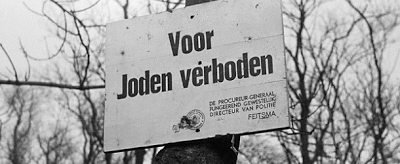 Voor
Joden verboden
DE PROCUREUR-GENERAAL,
FUNGEEREND GEWESTELIJK
DIRECTEUR VAN POLITIE
FEITSMA